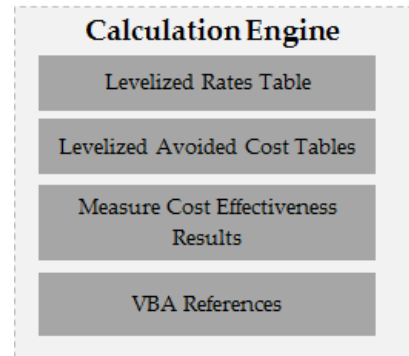 Calculation Engine
Levelized Rates Table
Levelized Avoided Cost Tables
Measure Cost Effectiveness
Results
VBA References